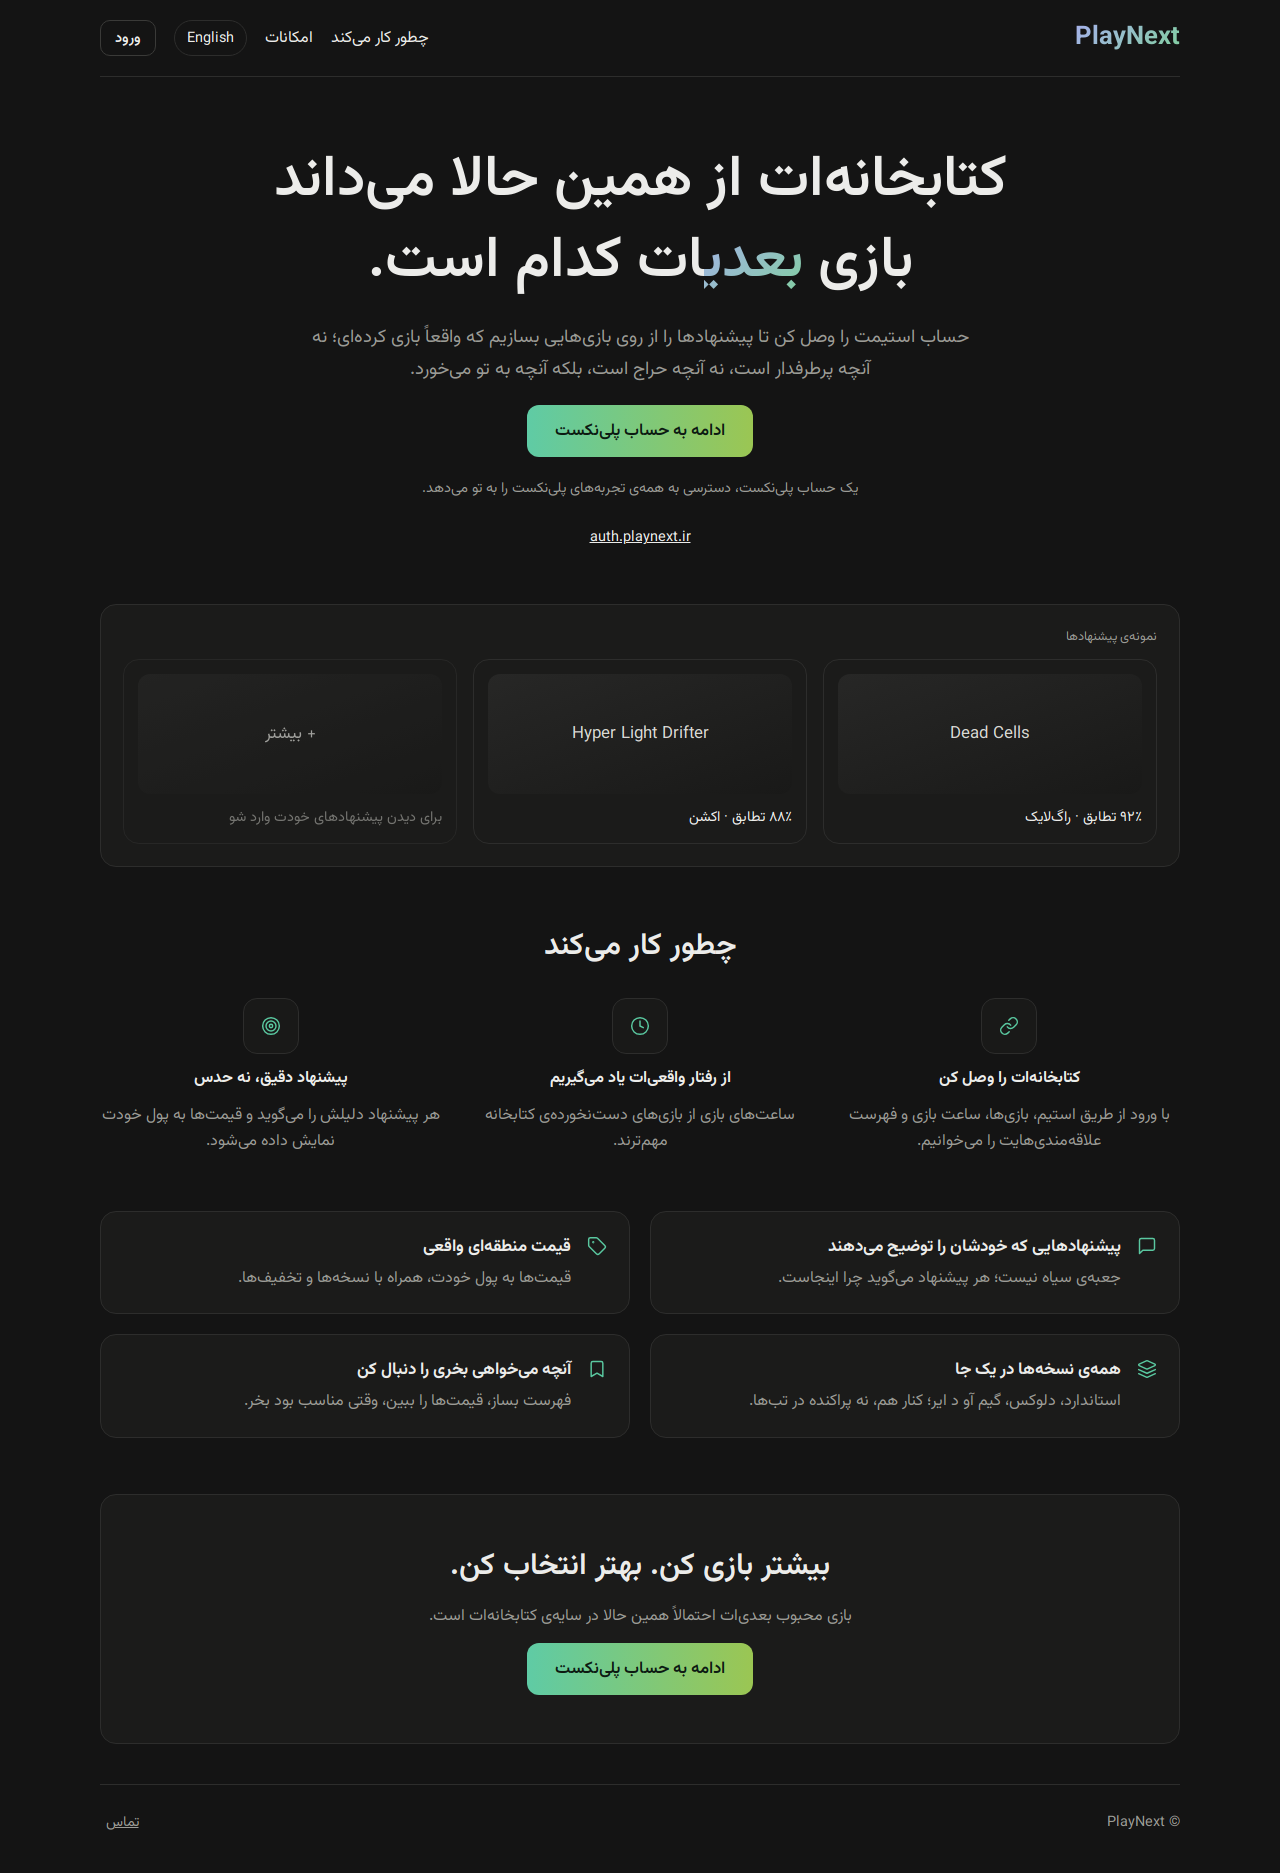 PlayNext
چطور کار می‌کند
امکانات
English
ورود
کتابخانه‌ات از همین حالا می‌داند
بازی بعدی‌ات کدام است.
حساب استیمت را وصل کن تا پیشنهادها را از روی بازی‌هایی بسازیم که واقعاً بازی کرده‌ای؛ نه
آنچه پرطرفدار است، نه آنچه حراج است، بلکه آنچه به تو می‌خورد.
ادامه به حساب پلی‌نکست
یک حساب پلی‌نکست، دسترسی به همه‌ی تجربه‌های پلی‌نکست را به تو می‌دهد.
auth.playnext.ir
نمونه‌ی پیشنهادها
Dead Cells
۹۲٪ تطابق · راگ‌لایک
Hyper Light Drifter
۸۸٪ تطابق · اکشن
+ بیشتر
برای دیدن پیشنهادهای خودت وارد شو
چطور کار می‌کند
کتابخانه‌ات را وصل کن
با ورود از طریق استیم، بازی‌ها، ساعت بازی و فهرست
علاقه‌مندی‌هایت را می‌خوانیم.
از رفتار واقعی‌ات یاد می‌گیریم
ساعت‌های بازی از بازی‌های دست‌نخورده‌ی کتابخانه
مهم‌ترند.
پیشنهاد دقیق، نه حدس
هر پیشنهاد دلیلش را می‌گوید و قیمت‌ها به پول خودت
نمایش داده می‌شود.
پیشنهادهایی که خودشان را توضیح می‌دهند
جعبه‌ی سیاه نیست؛ هر پیشنهاد می‌گوید چرا اینجاست.
قیمت منطقه‌ای واقعی
قیمت‌ها به پول خودت، همراه با نسخه‌ها و تخفیف‌ها.
همه‌ی نسخه‌ها در یک جا
استاندارد، دلوکس، گیم آو د ایر؛ کنار هم، نه پراکنده در تب‌ها.
آنچه می‌خواهی بخری را دنبال کن
فهرست بساز، قیمت‌ها را ببین، وقتی مناسب بود بخر.
بیشتر بازی کن. بهتر انتخاب کن.
بازی محبوب بعدی‌ات احتمالاً همین حالا در سایه‌ی کتابخانه‌ات است.
ادامه به حساب پلی‌نکست
© PlayNext
تماس